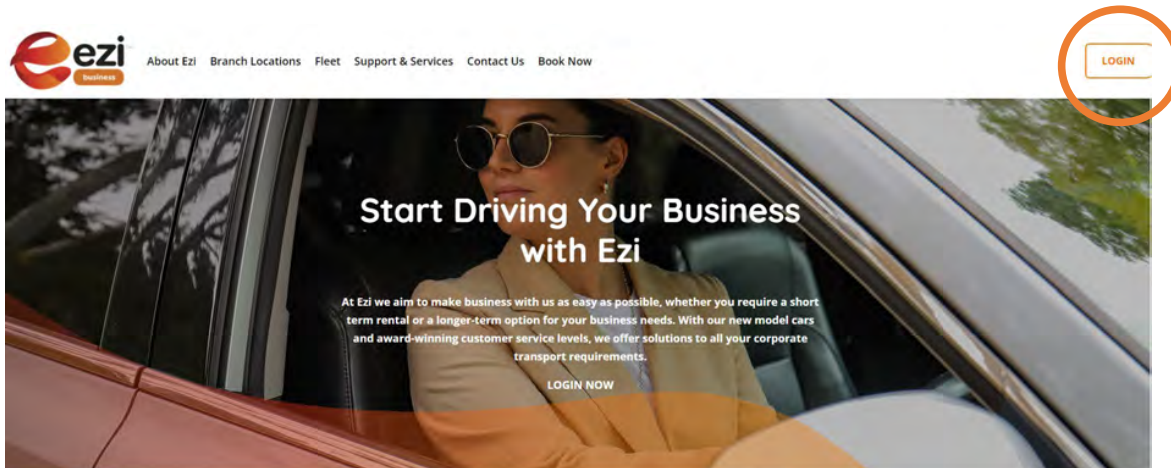 ezi
business
About Ezi Branch Locations Fleet Support & Services Contact Us Book Now
LOGIN
Start Driving Your Business
with Ezi
At Ezi we aim to make business with us as easy as possible, whether you require a short
term rental or a longer-term option for your business needs. With our new model cars
and award-winning customer service levels, we offer solutions to all your corporate
transport requirements.
LOGIN NOW